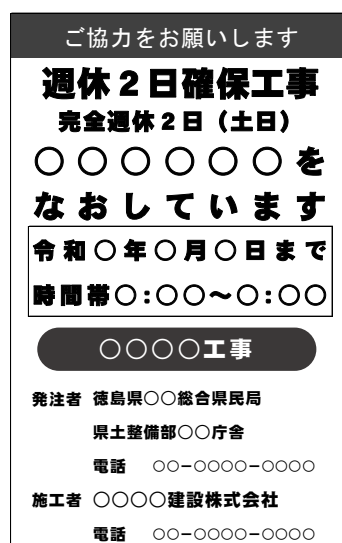 ご協力をお願いします
週休2日確保工事
完全週休2日（土日）
○○○○○○を
なおしています
令和○年○月○日まで
時間帯○：○○～○：○○
○○○○工事
発注者 徳島県○○総合県民局
県土整備部○○庁舎
電話 ○○－○○○○－○○○○
施工者 ○○○○建設株式会社
電話 ○○－○○○○－○○○○